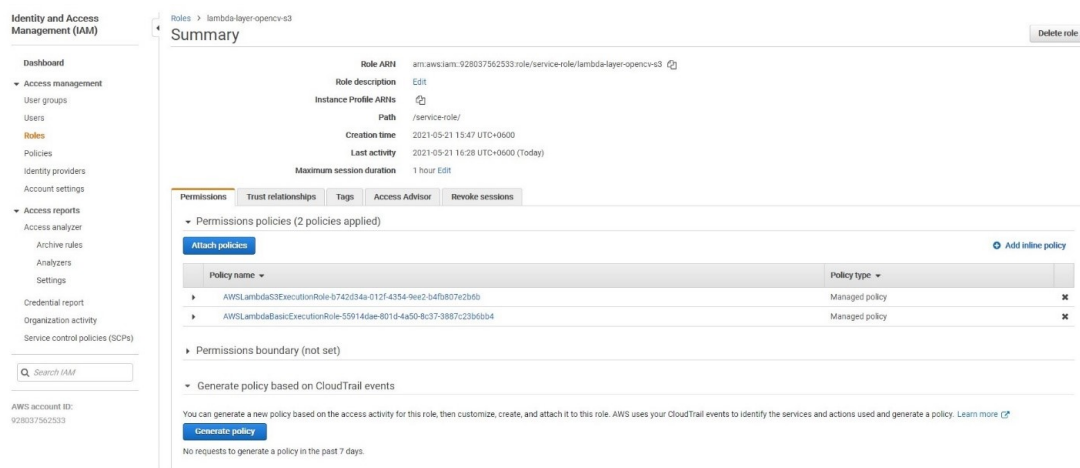 Identity and Access
Management (IAM)
Dashboard
Access management
User groups
Users
Roles
Policies
Identity providers
Account settings
Access reports
Access analyzer
Archive rules
Analyzers
Settings
Credential report
Organization activity
Service control policies (SCPs)
Search IAM
AWS account ID:
928037562533
Roles > lambda-layer-opencv-s3
Summary
Delete role
Role ARN arn:aws:iam::928037562533:role/service-role/lambda-layer-opencv-s3
Role description Edit
Instance Profile ARNs
Path /service-role/
Creation time 2021-05-21 15:47 UTC+0600
Last activity 2021-05-21 16:28 UTC+0600 (Today)
Maximum session duration 1 hour Edit
Permissions Trust relationships Tags Access Advisor Revoke sessions
Permissions policies (2 policies applied)
Attach policies Add inline policy
Policy name Policy type
AWSLambdaS3ExecutionRole-b742d34a-012f-4354-9ee2-b4fb807e2b6b Managed policy
AWSLambdaBasicExecutionRole-55914dae-801d-4a50-8c37-3887c23b6bb4 Managed policy
Permissions boundary (not set)
Generate policy based on CloudTrail events
You can generate a new policy based on the access activity for this role, then customize, create, and attach it to this role. AWS uses your CloudTrail events to identify the services and actions used and generate a policy. Learn more
Generate policy
No requests to generate a policy in the past 7 days.